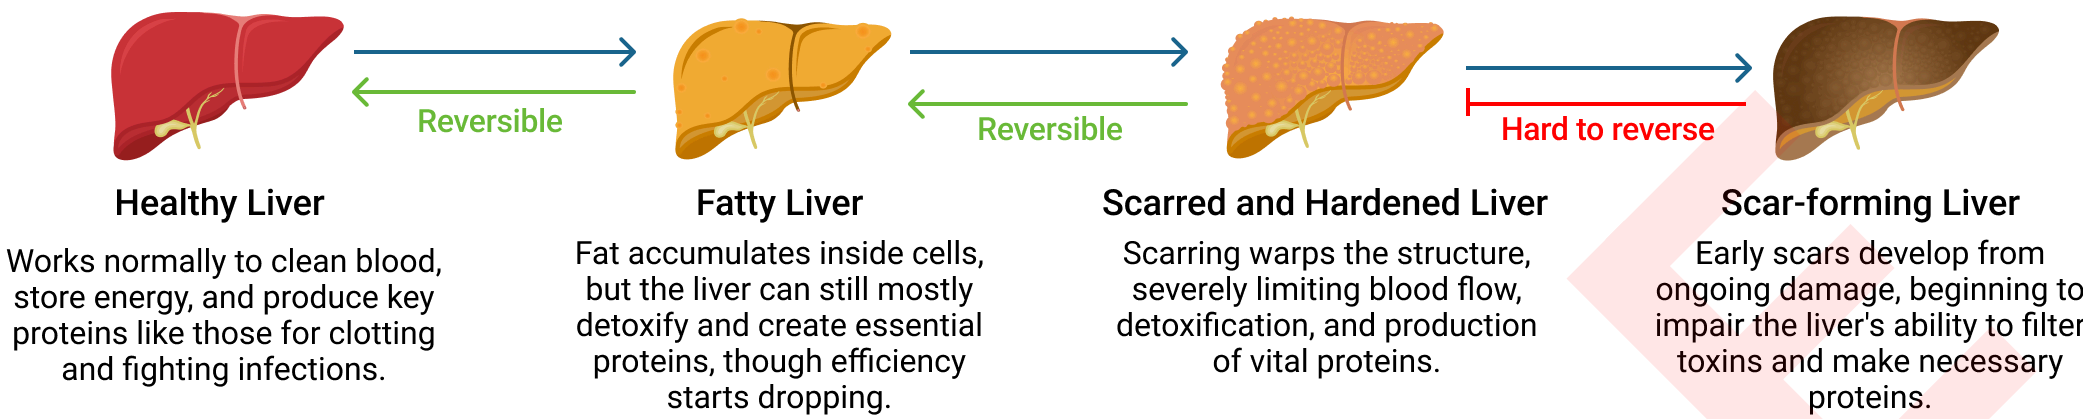 Reversible
Reversible
Hard to reverse
Healthy Liver
Works normally to clean blood,
store energy, and produce key
proteins like those for clotting
and fighting infections.
Fatty Liver
Fat accumulates inside cells,
but the liver can still mostly
detoxify and create essential
proteins, though efficiency
starts dropping.
Scarred and Hardened Liver
Scarring warps the structure,
severely limiting blood flow,
detoxification, and production
of vital proteins.
Scar-forming Liver
Early scars develop from
ongoing damage, beginning to
impair the liver's ability to filter
toxins and make necessary
proteins.